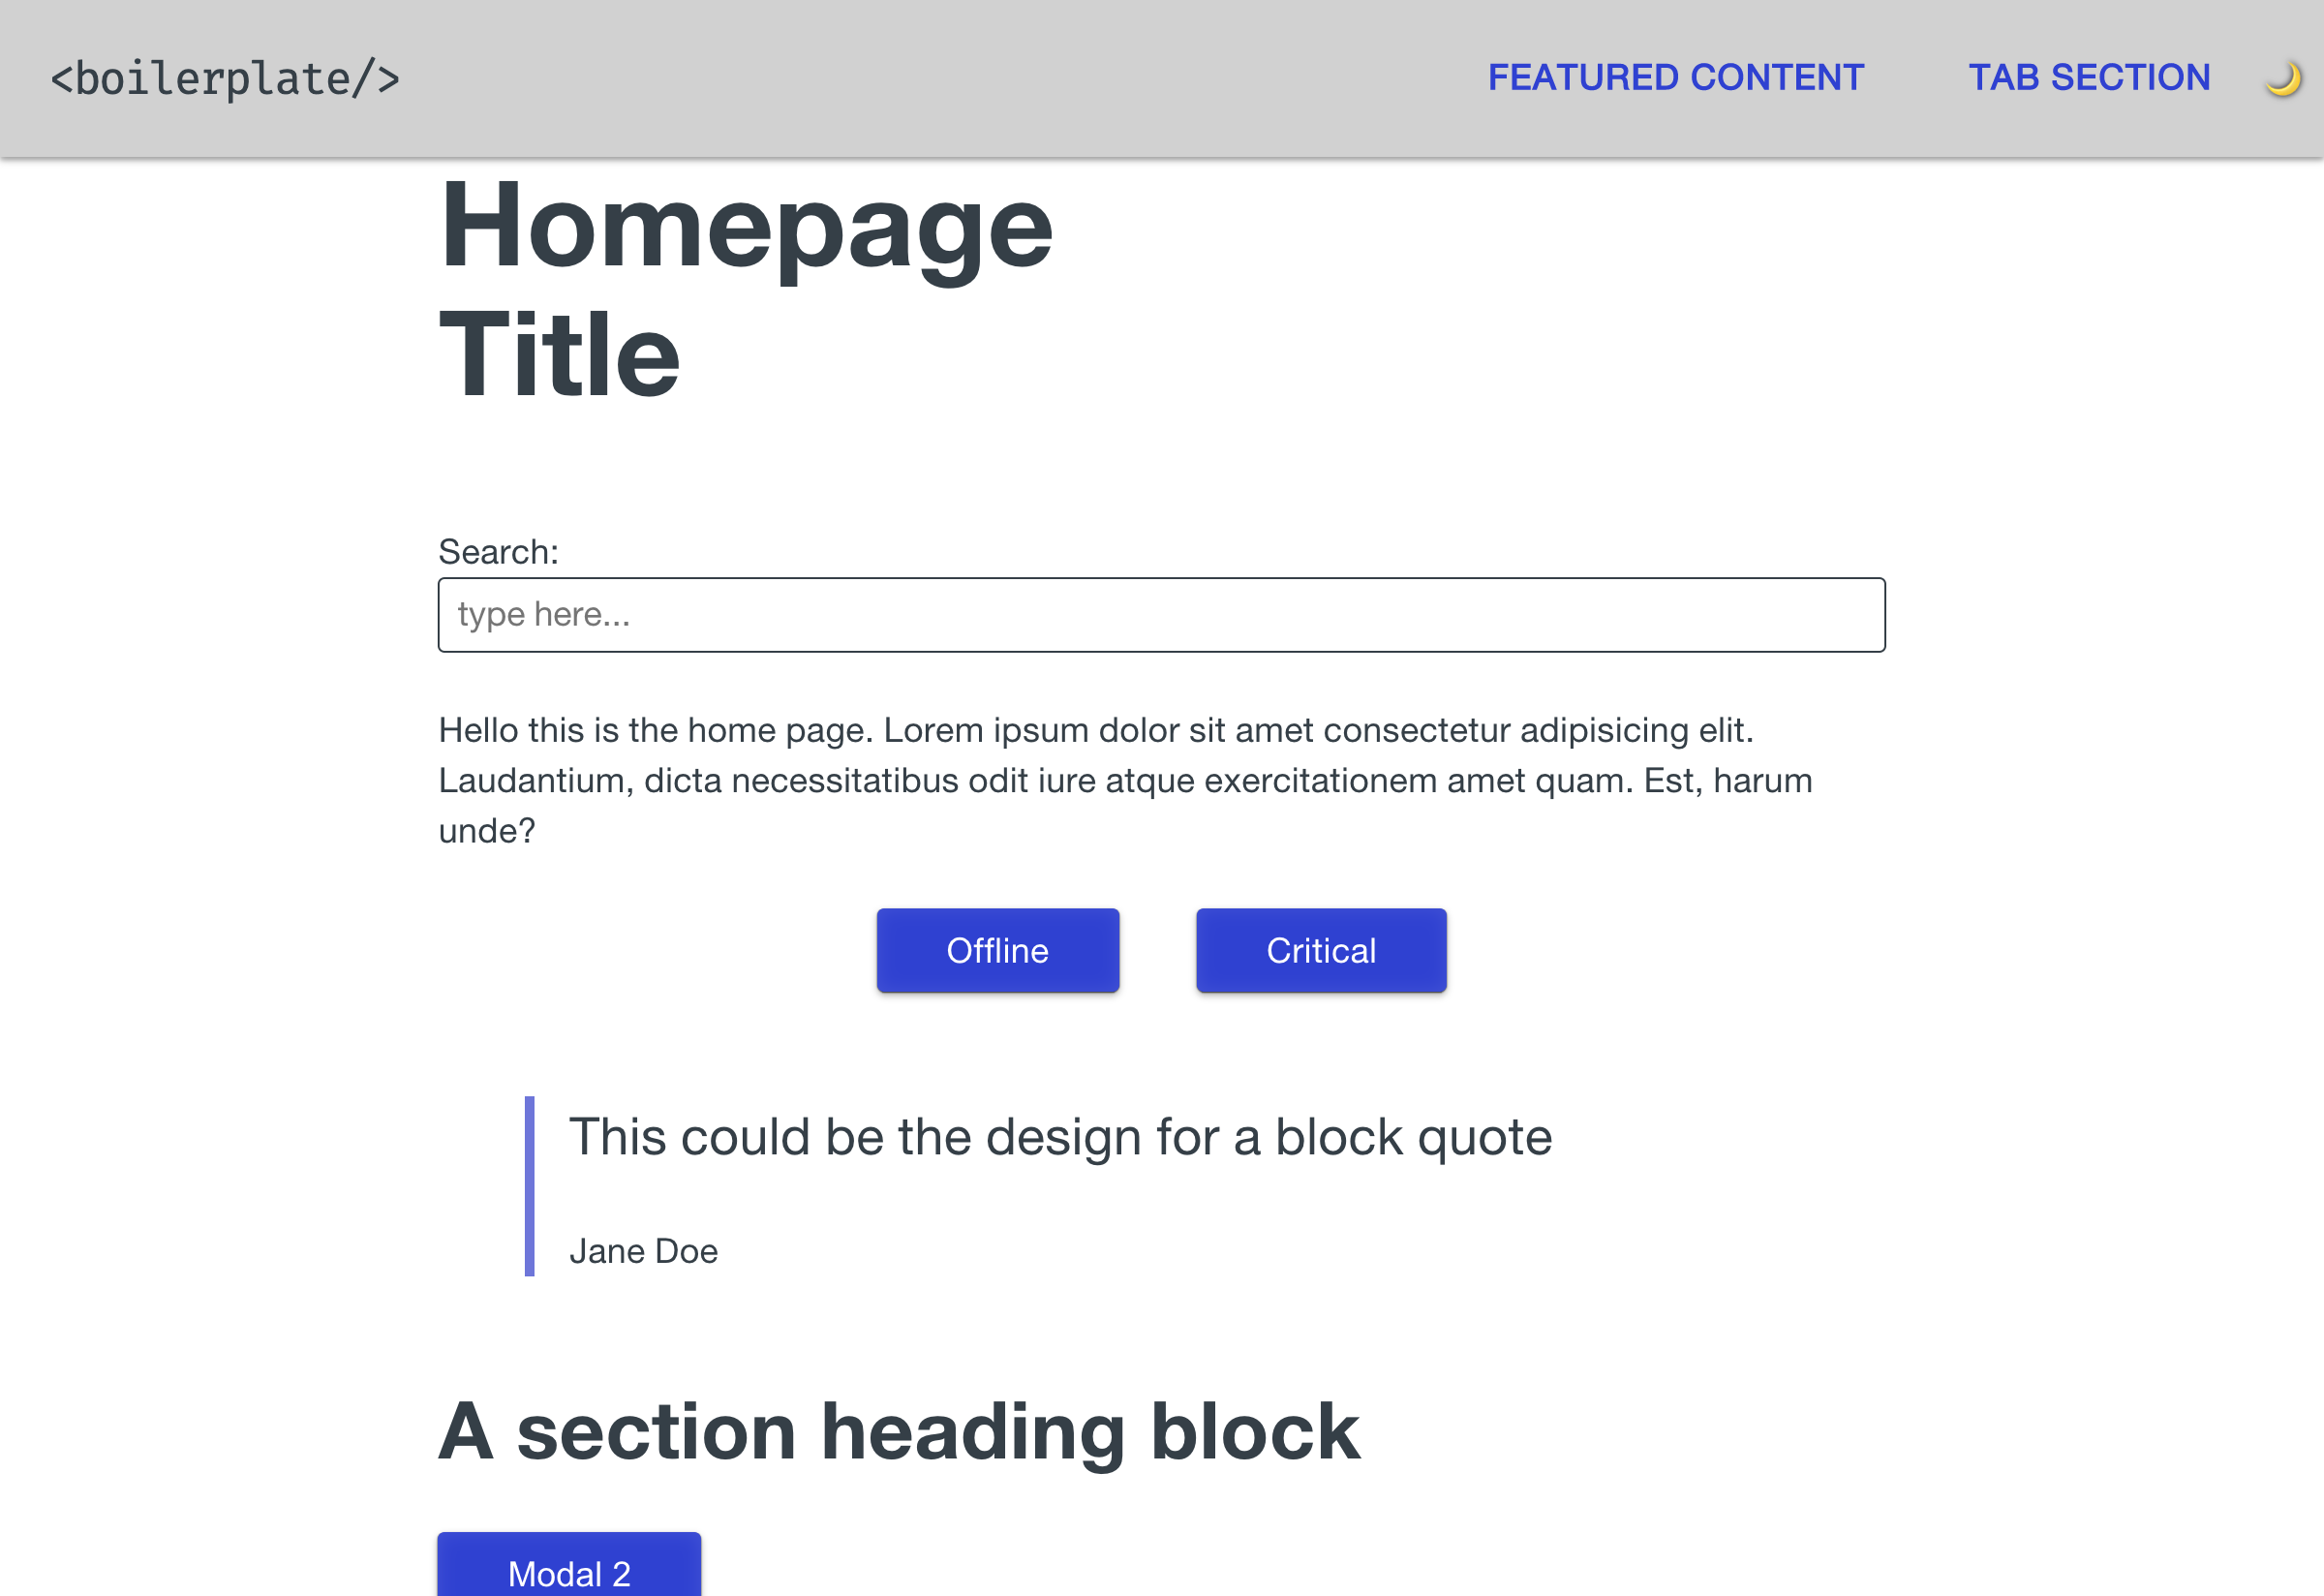 <boilerplate/>
FEATURED CONTENT
TAB SECTION
Homepage
Title
Search:
type here...
Hello this is the home page. Lorem ipsum dolor sit amet consectetur adipisicing elit.
Laudantium, dicta necessitatibus odit iure atque exercitationem amet quam. Est, harum
unde?
Offline
Critical
This could be the design for a block quote
Jane Doe
A section heading block
Modal 2